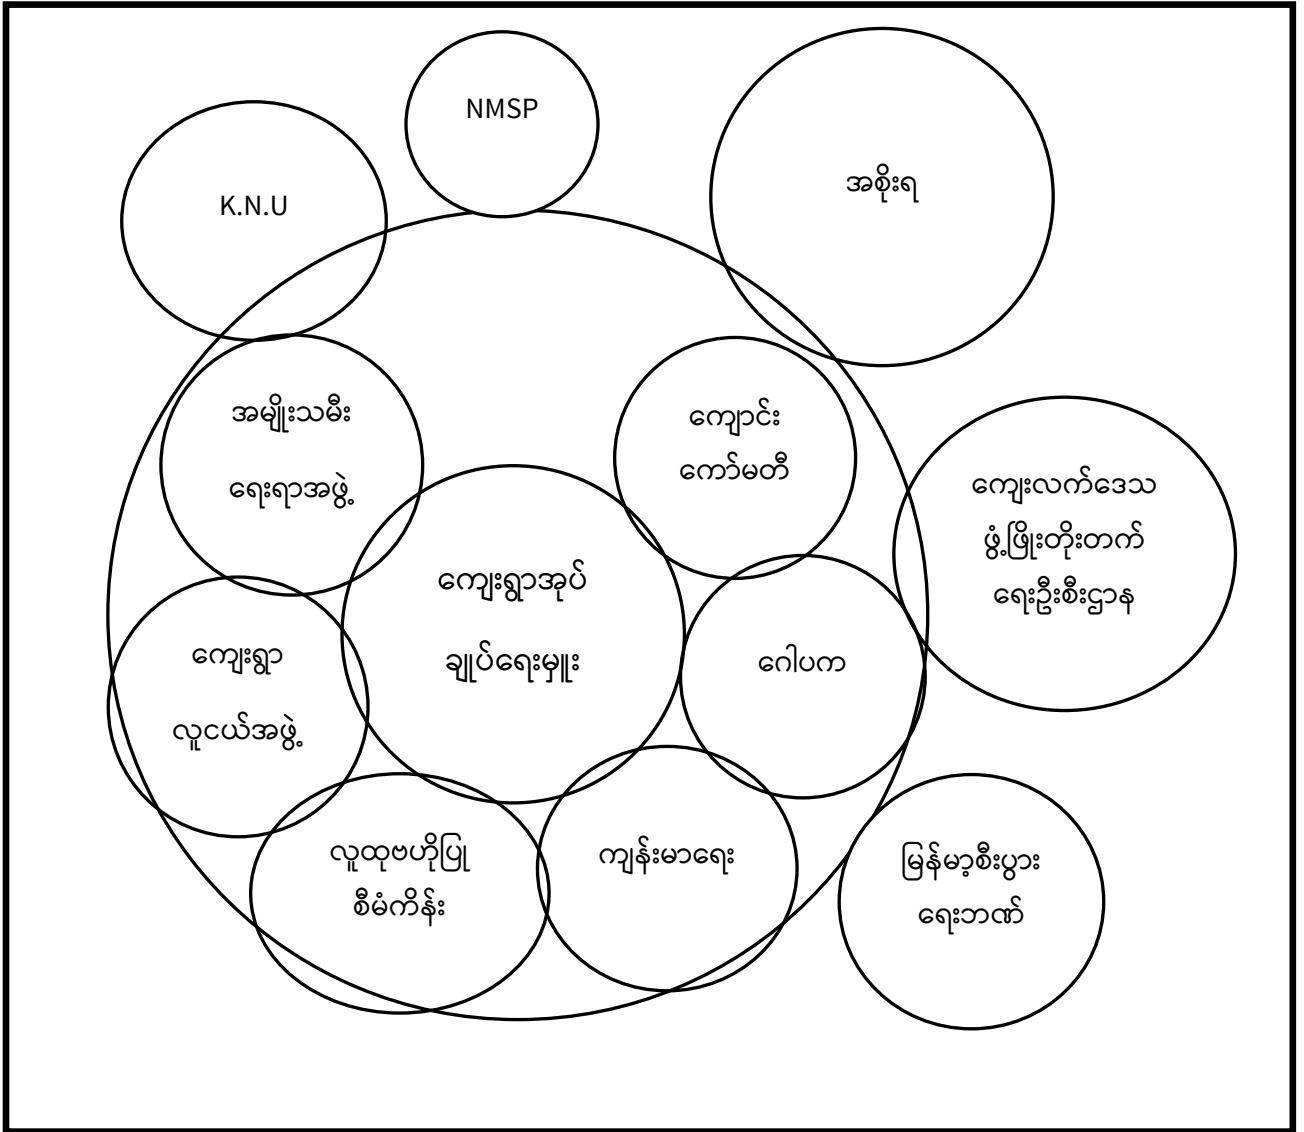 NMSP
K.N.U
အစိုးရ
အမျိုးသမီး
ရေးရာအဖွဲ့
ကျောင်း
ကော်မတီ
ကျေးလက်ဒေသ
ဖွံ့ဖြိုးတိုးတက်
ရေးဦးစီးဌာန
ကျေးရွာအုပ်
ချုပ်ရေးမှူး
ကျေးရွာ
လူငယ်အဖွဲ့
ဂေါပက
လူထုဗဟိုပြု
စီမံကိန်း
ကျန်းမာရေး
မြန်မာ့စီးပွား
ရေးဘဏ်